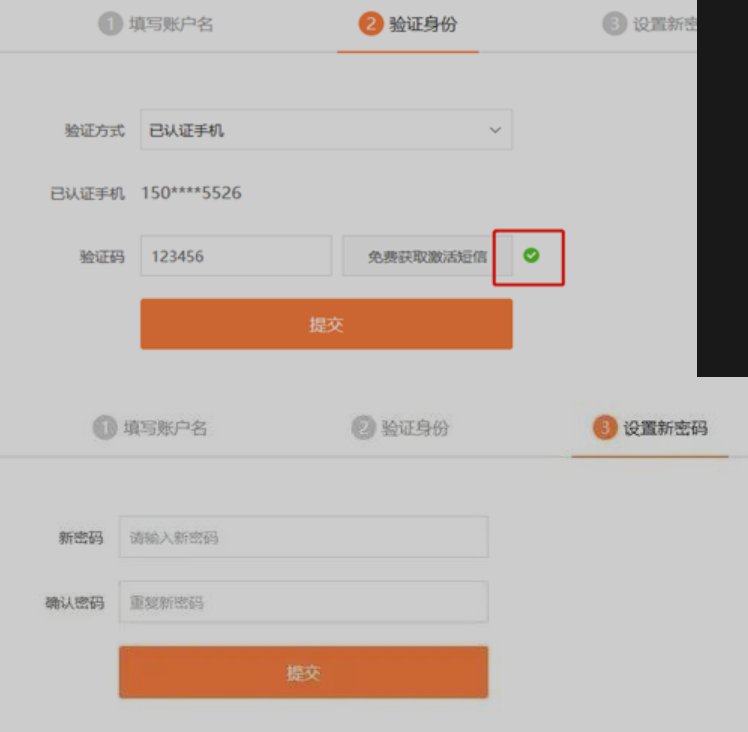 1 填写账户名 2 验证身份 3 设置新密
验证方式 已认证手机
已认证手机 150****5526
验证码 123456 免费获取激活短信
提交
1 填写账户名 2 验证身份 3 设置新密码
新密码 请输入新密码
确认密码 重复新密码
提交